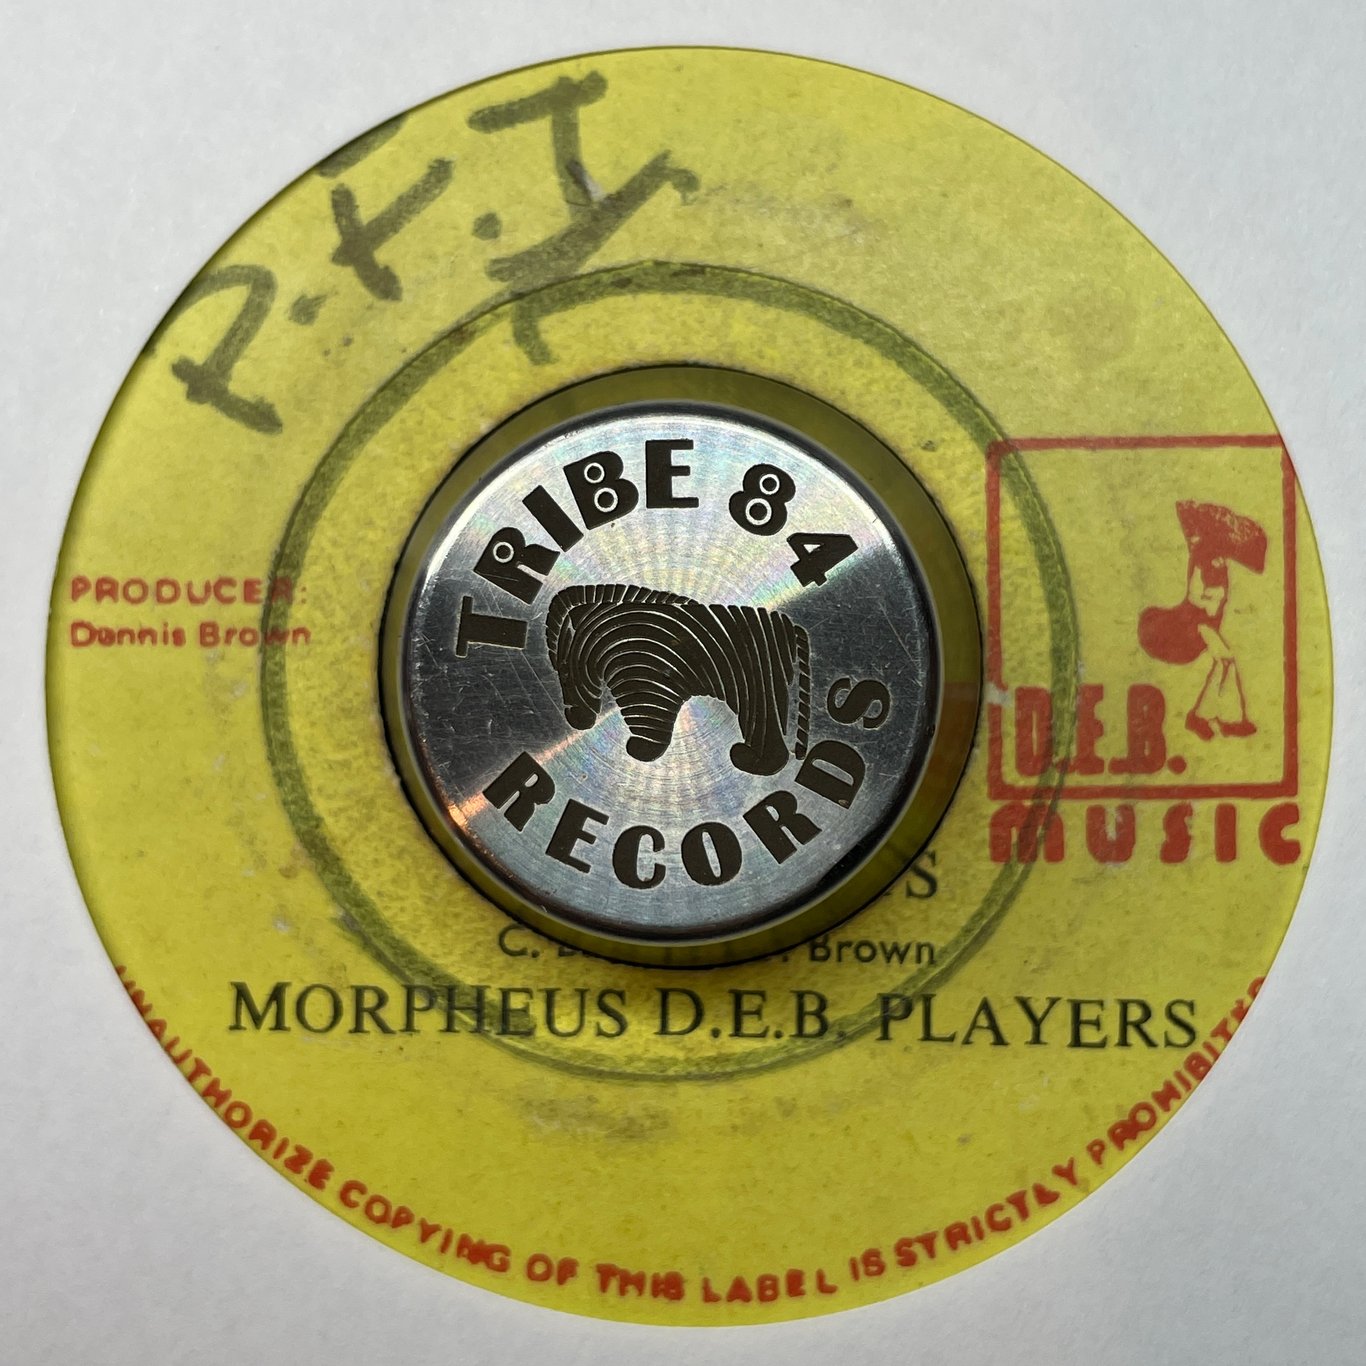 P.F.I
TRIBE 84
RECORDS
PRODUCER:
Dennis Brown
D.E.B.
MUSIC
C. Brown
MORPHEUS D.E.B. PLAYERS
UNAUTHORIZE COPYING OF THIS LABEL IS STRICTLY PROHIBITED